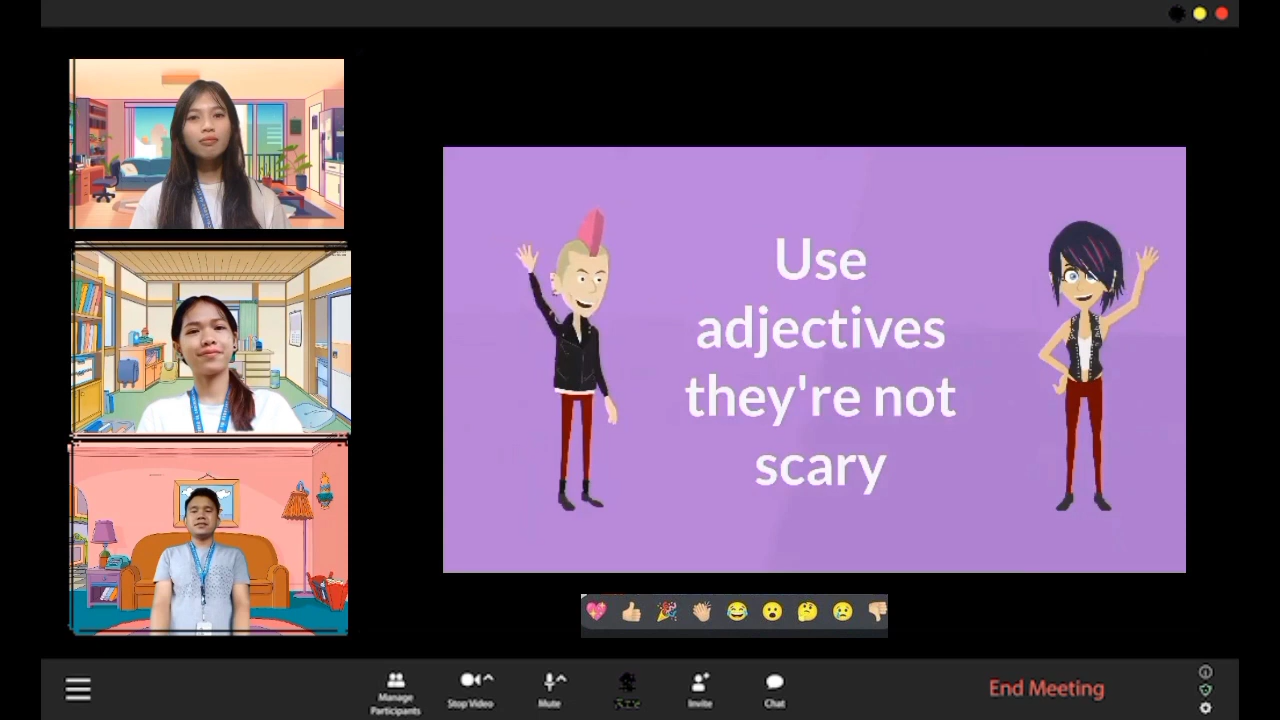 Use
adjectives
they're not
scary
Manage
Participants
Stop Video
Mute
Invite
Chat
End Meeting